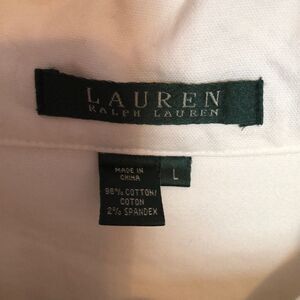 LAUREN
RALPH LAUREN
MADE IN
CHINA
L
98% COTTON/
COTON
2% SPANDEX